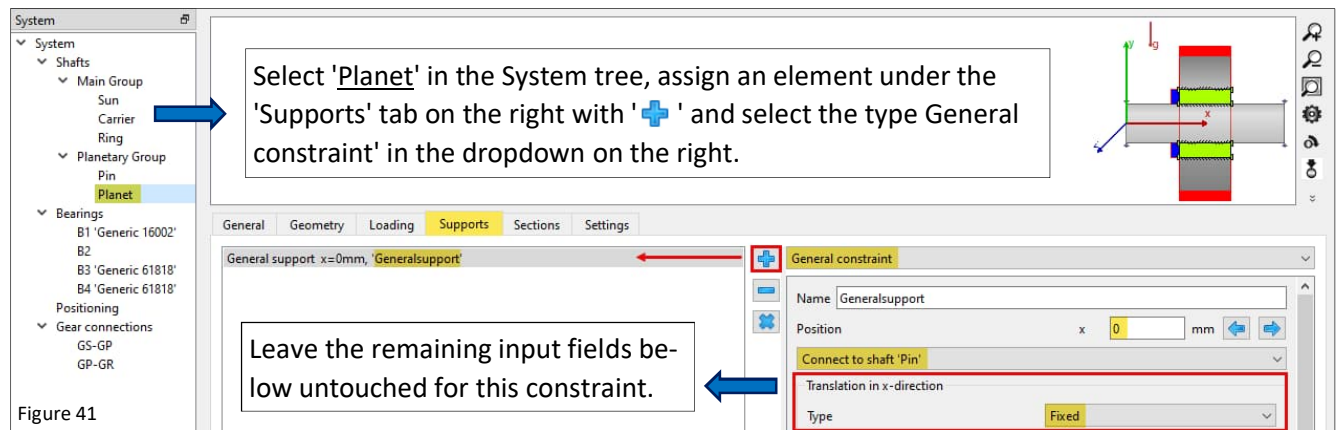 System
System
Shafts
Main Group
Sun
Carrier
Ring
Planetary Group
Pin
Planet
Bearings
B1 'Generic 16002'
B2
B3 'Generic 61818'
B4 'Generic 61818'
Positioning
Gear connections
GS-GP
GP-GR
Figure 41
Select 'Planet' in the System tree, assign an element under the
'Supports' tab on the right with ' ' and select the type General
constraint' in the dropdown on the right.
y
g
x
z
General Geometry Loading Supports Sections Settings
General support x=0mm, 'Generalsupport'
Leave the remaining input fields be-
low untouched for this constraint.
General constraint
Name Generalsupport
Position x 0 mm
Connect to shaft 'Pin'
Translation in x-direction
Type Fixed